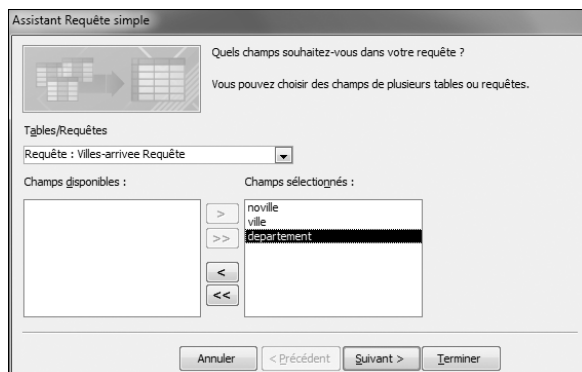 Assistant Requête simple
Quels champs souhaitez-vous dans votre requête ?
Vous pouvez choisir des champs de plusieurs tables ou requêtes.
Tables/Requêtes
Requête : Villes-arrivee Requête
Champs disponibles :
Champs sélectionnés :
noville
ville
departement
>
>>
<
<<
Annuler
< Précédent
Suivant >
Terminer